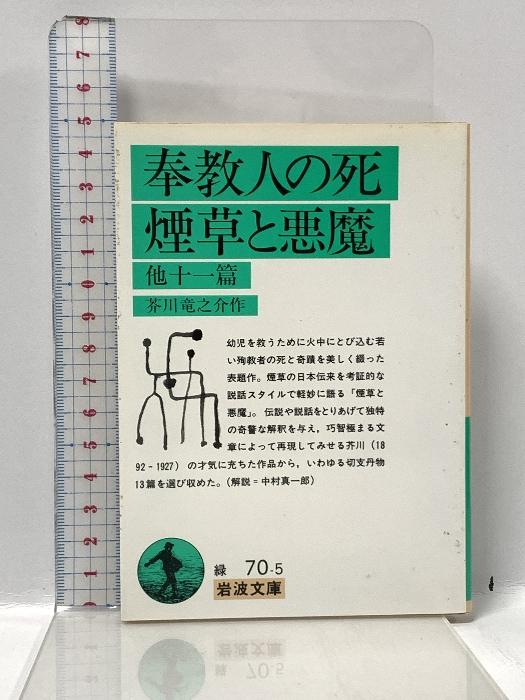 奉教人の死
煙草と悪魔
他十一篇
芥川竜之介作
幼児を救うために火中にとび込む若
い殉教者の死と奇蹟を美しく綴った
表題作。煙草の日本伝来を考証的な
説話スタイルで軽妙に語る「煙草と
悪魔」。伝説や説話をとりあげて独特
の奇警な解釈を与え，巧智極まる文
章によって再現してみせる芥川（18
92－1927）の才気に充ちた作品から，いわゆる切支丹物
13篇を選び収めた。（解説＝中村真一郎）
緑 70-5
岩波文庫